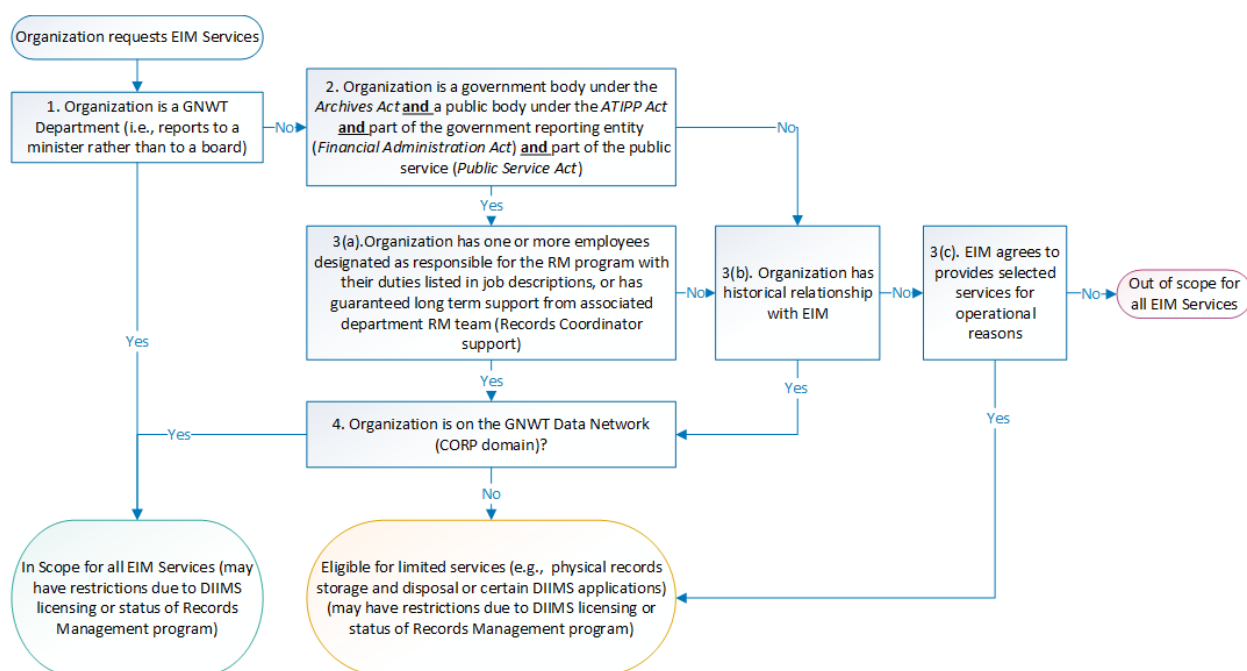 Organization requests EIM Services
1. Organization is a GNWT
Department (i.e., reports to a
minister rather than to a board)
No
2. Organization is a government body under the
Archives Act and a public body under the ATIPP Act
and part of the government reporting entity
(Financial Administration Act) and part of the public
service (Public Service Act)
No
Yes
3(a).Organization has one or more employees
designated as responsible for the RM program with
their duties listed in job descriptions, or has
guaranteed long term support from associated
department RM team (Records Coordinator
support)
No
3(b). Organization has
historical relationship
with EIM
No
3(c). EIM agrees to
provides selected
services for
operational
reasons
No
Out of scope for
all EIM Services
Yes
Yes
Yes
Yes
4. Organization is on the GNWT Data Network
(CORP domain)?
Yes
No
In Scope for all EIM Services (may
have restrictions due to DIIMS
licensing or status of Records
Management program)
Eligible for limited services (e.g., physical records
storage and disposal or certain DIIMS applications)
(may have restrictions due to DIIMS licensing or
status of Records Management program)